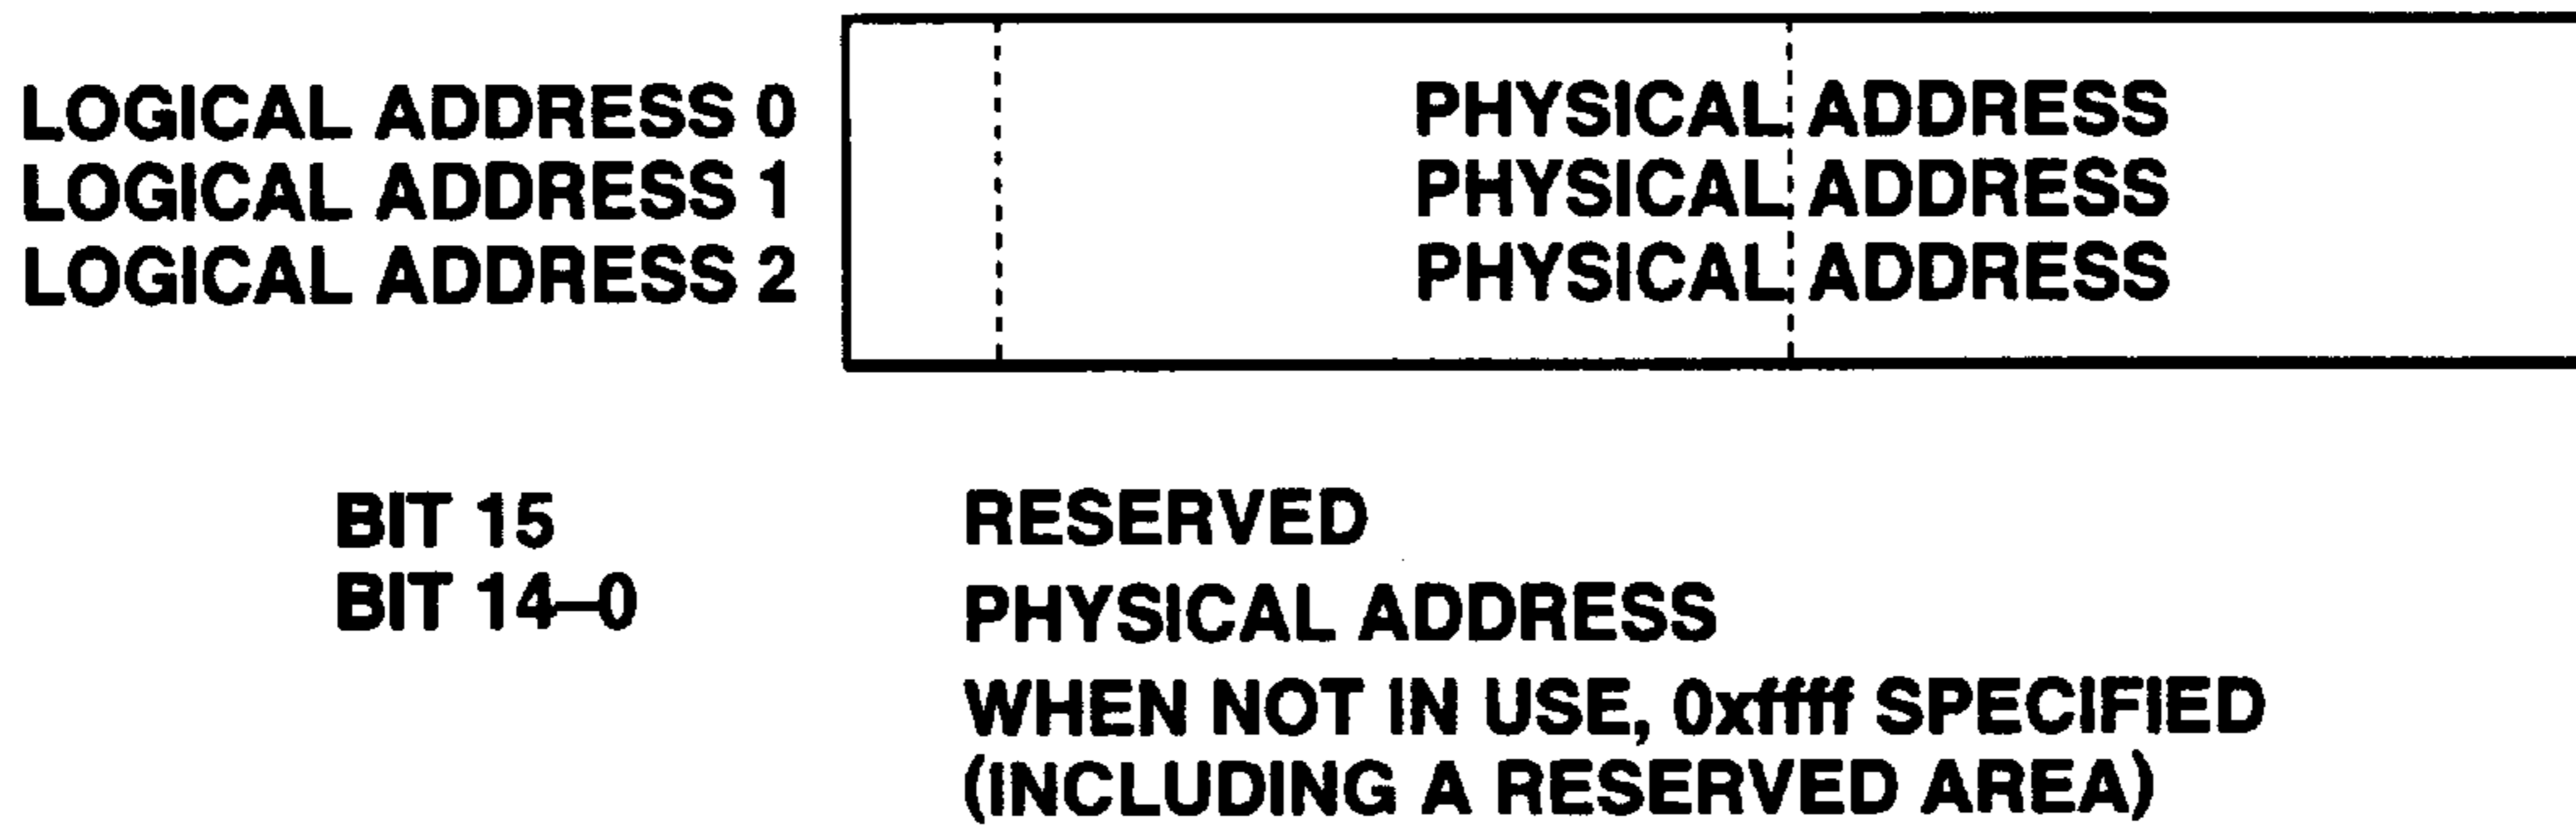 LOGICAL ADDRESS 0 PHYSICAL ADDRESS
LOGICAL ADDRESS 1 PHYSICAL ADDRESS
LOGICAL ADDRESS 2 PHYSICAL ADDRESS
BIT 15 RESERVED
BIT 14–0 PHYSICAL ADDRESS
WHEN NOT IN USE, 0xffff SPECIFIED
(INCLUDING A RESERVED AREA)